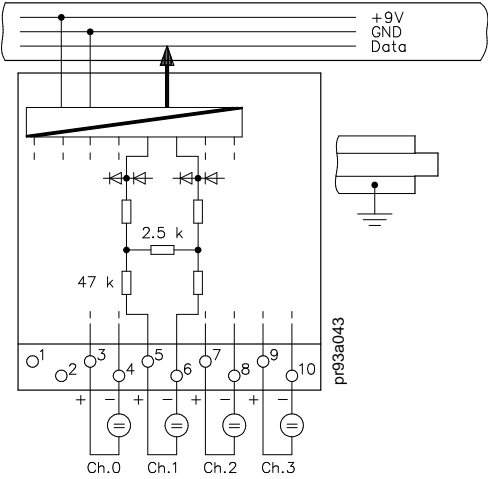 +9V
GND
Data
2.5 k
47 k
1 2 3 4 5 6 7 8 9 10
+ − + − + − + −
Ch.0 Ch.1 Ch.2 Ch.3
pr93a043